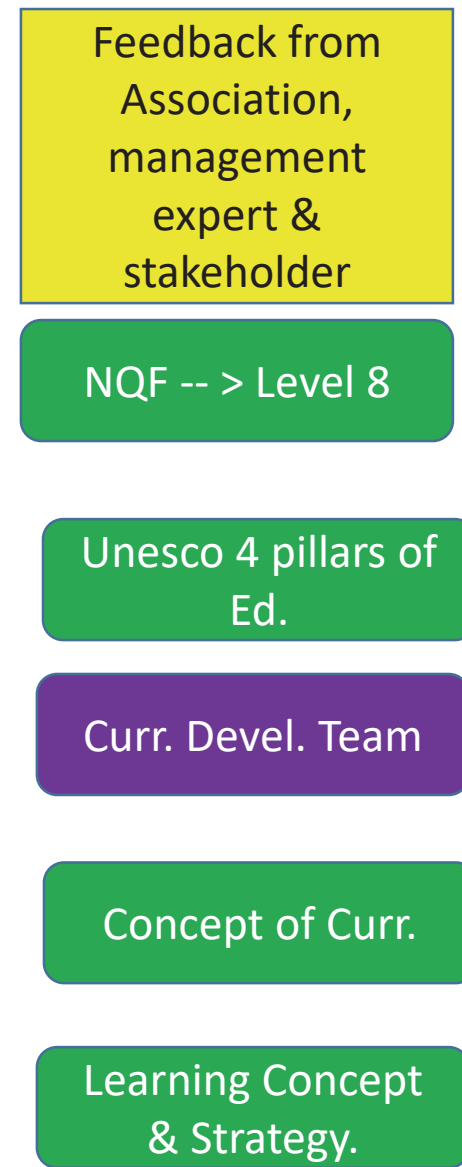 Feedback from
Association,
management
expert &
stakeholder
NQF -- > Level 8
Unesco 4 pillars of
Ed.
Curr. Devel. Team
Concept of Curr.
Learning Concept
& Strategy.